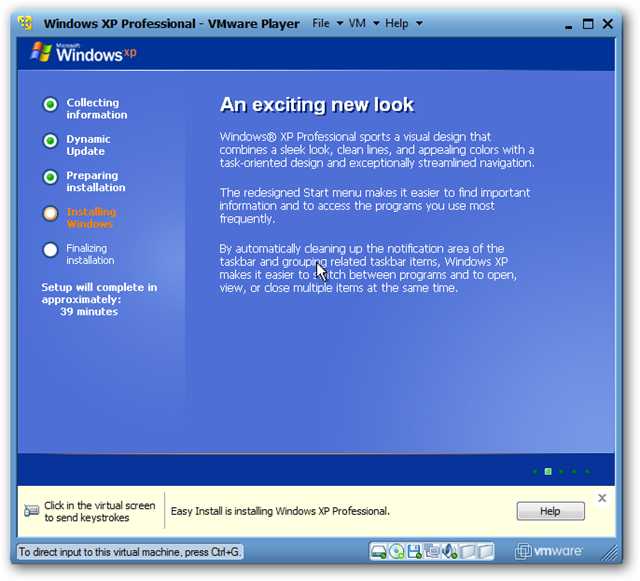 Windows XP Professional - VMware Player File VM Help
Microsoft
Windows xp
Collecting
information
Dynamic
Update
Preparing
installation
Installing
Windows
Finalizing
installation
Setup will complete in
approximately:
39 minutes
An exciting new look
Windows® XP Professional sports a visual design that
combines a sleek look, clean lines, and appealing colors with a
task-oriented design and exceptionally streamlined navigation.
The redesigned Start menu makes it easier to find important
information and to access the programs you use most
frequently.
By automatically cleaning up the notification area of the
taskbar and grouping related taskbar items, Windows XP
makes it easier to switch between programs and to open,
view, or close multiple items at the same time.
Click in the virtual screen
to send keystrokes
Easy Install is installing Windows XP Professional.
Help
To direct input to this virtual machine, press Ctrl+G.
vmware